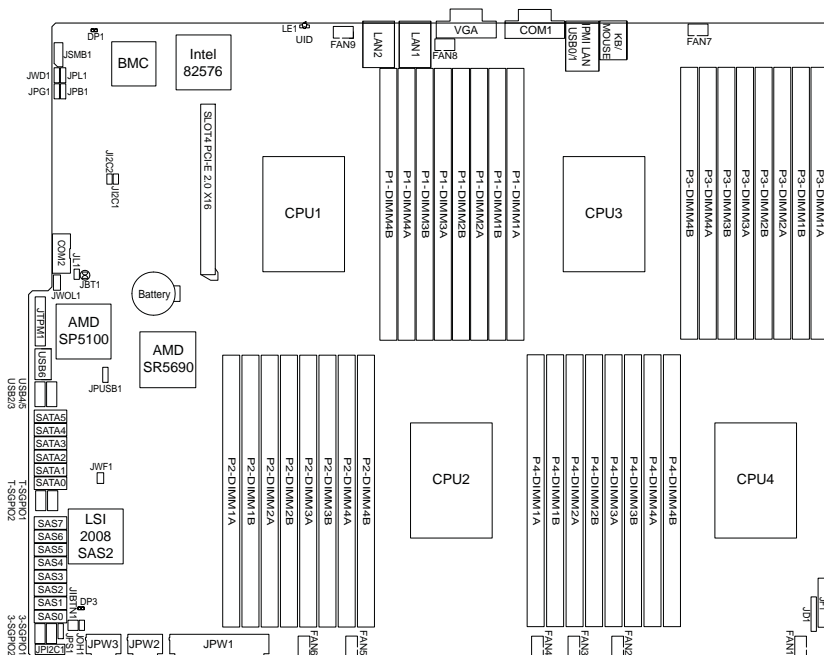 LE1
UID
FAN9
LAN2
LAN1
VGA
FAN8
COM1
IPMI LAN
USB0/1
KB/
MOUSE
FAN7
DP1
JSMB1
BMC
Intel
82576
JWD1
JPL1
JPG1
JPB1
SLOT4 PCI-E 2.0 X16
JI2C2
JI2C1
CPU1
P1-DIMM4B
P1-DIMM4A
P1-DIMM3B
P1-DIMM3A
P1-DIMM2B
P1-DIMM2A
P1-DIMM1B
P1-DIMM1A
CPU3
P3-DIMM4B
P3-DIMM4A
P3-DIMM3B
P3-DIMM3A
P3-DIMM2B
P3-DIMM2A
P3-DIMM1B
P3-DIMM1A
COM2
JL1
JBT1
JWOL1
Battery
JTPM1
AMD
SP5100
AMD
SR5690
USB6
JPUSB1
USB4/5
USB2/3
SATA5
SATA4
SATA3
SATA2
SATA1
SATA0
JWF1
T-SGPIO1
T-SGPIO2
LSI
2008
SAS2
SAS7
SAS6
SAS5
SAS4
SAS3
SAS2
SAS1
SAS0
JIBTN1
DP3
3-SGPIO1
3-SGPIO2
JPI2C1
JPS1
JOH1
JPW3
JPW2
JPW1
P2-DIMM1A
P2-DIMM1B
P2-DIMM2A
P2-DIMM2B
P2-DIMM3A
P2-DIMM3B
P2-DIMM4A
P2-DIMM4B
CPU2
P4-DIMM1A
P4-DIMM1B
P4-DIMM2A
P4-DIMM2B
P4-DIMM3A
P4-DIMM3B
P4-DIMM4A
P4-DIMM4B
CPU4
FAN6
FAN5
FAN4
FAN3
FAN2
FAN1
JD1